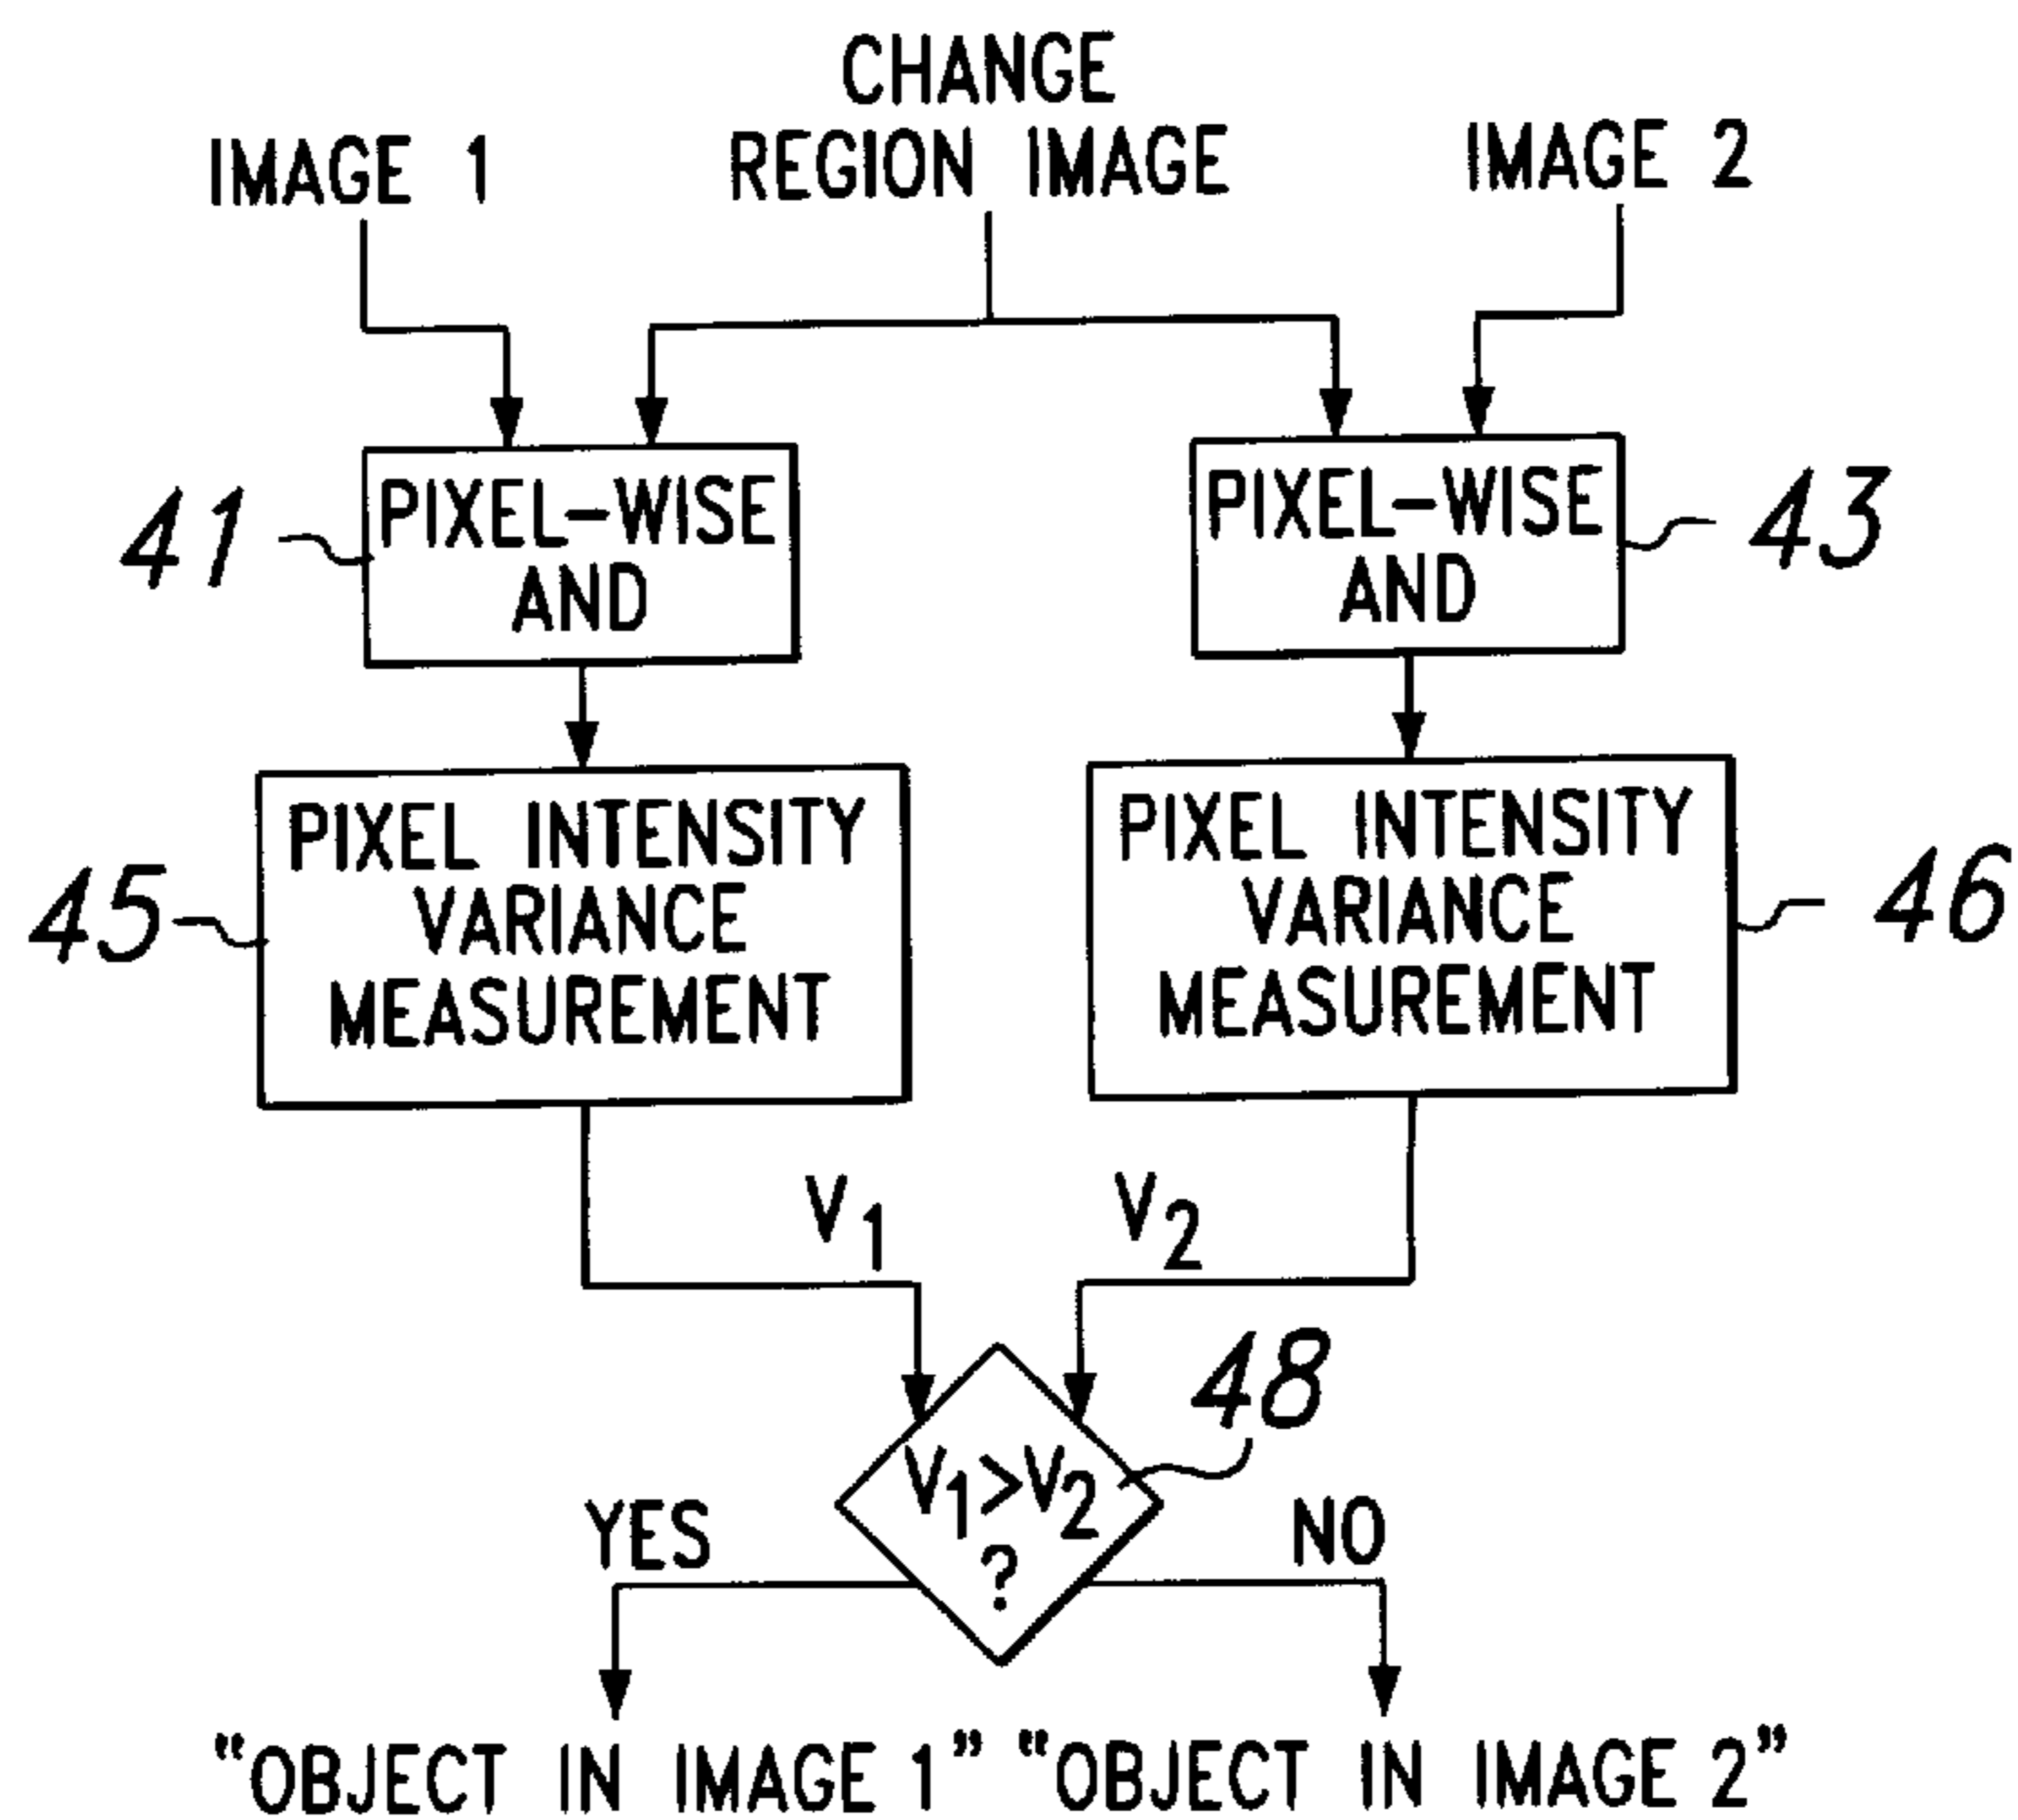 CHANGE
REGION IMAGE
IMAGE 1
IMAGE 2
PIXEL-WISE
AND
41
PIXEL-WISE
AND
43
PIXEL INTENSITY
VARIANCE
MEASUREMENT
45
PIXEL INTENSITY
VARIANCE
MEASUREMENT
46
V1
V2
48
V1>V2
?
YES
NO
“OBJECT IN IMAGE 1”
“OBJECT IN IMAGE 2”